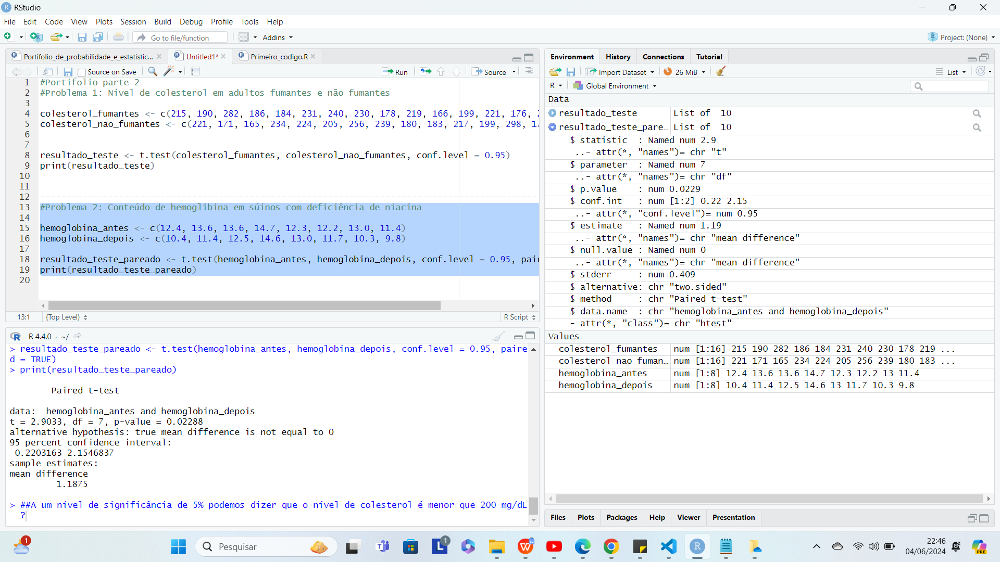 RStudio
File Edit Code View Plots Session Build Debug Profile Tools Help
Go to file/function Addins Project: (None)
Portifolio_de_probabilidade_e_estatistic... Untitled1* Primeiro_codigo.R
Source on Save Run Source
1 #Portifolio parte 2
2 #Problema 1: Nivel de colesterol em adultos fumantes e não fumantes
3
4 colesterol_fumantes <- c(215, 190, 282, 186, 184, 231, 240, 230, 178, 219, 166, 199, 221, 176,
5 colesterol_nao_fumantes <- c(221, 171, 165, 234, 224, 205, 256, 239, 180, 183, 217, 199, 298,
6
7
8 resultado_teste <- t.test(colesterol_fumantes, colesterol_nao_fumantes, conf.level = 0.95)
9 print(resultado_teste)
10
11
12 ------------------------------------------------------------------------------------------------
13 #Problema 2: Conteúdo de hemoglibina em súinos com deficiência de niacina
14
15 hemoglobina_antes <- c(12.4, 13.6, 13.6, 14.7, 12.3, 12.2, 13.0, 11.4)
16 hemoglobina_depois <- c(10.4, 11.4, 12.5, 14.6, 13.0, 11.7, 10.3, 9.8)
17
18 resultado_teste_pareado <- t.test(hemoglobina_antes, hemoglobina_depois, conf.level = 0.95, pai
19 print(resultado_teste_pareado)
20
13:1 (Top Level) R Script
R 4.4.0 · ~/
> resultado_teste_pareado <- t.test(hemoglobina_antes, hemoglobina_depois, conf.level = 0.95, paire
d = TRUE)
> print(resultado_teste_pareado)
Paired t-test
data: hemoglobina_antes and hemoglobina_depois
t = 2.9033, df = 7, p-value = 0.02288
alternative hypothesis: true mean difference is not equal to 0
95 percent confidence interval:
0.2203163 2.1546837
sample estimates:
mean difference
1.1875
> ##A um nível de significância de 5% podemos dizer que o nível de colesterol é menor que 200 mg/dL
?
Environment History Connections Tutorial
Import Dataset 26 MiB List
R Global Environment
Data
resultado_teste List of 10
resultado_teste_pare… List of 10
$ statistic : Named num 2.9
..- attr(*, "names")= chr "t"
$ parameter : Named num 7
..- attr(*, "names")= chr "df"
$ p.value : num 0.0229
$ conf.int : num [1:2] 0.22 2.15
..- attr(*, "conf.level")= num 0.95
$ estimate : Named num 1.19
..- attr(*, "names")= chr "mean difference"
$ null.value : Named num 0
..- attr(*, "names")= chr "mean difference"
$ stderr : num 0.409
$ alternative: chr "two.sided"
$ method : chr "Paired t-test"
$ data.name : chr "hemoglobina_antes and hemoglobina_depois"
- attr(*, "class")= chr "htest"
Values
colesterol_fumantes num [1:16] 215 190 282 186 184 231 240 230 178 219 ...
colesterol_nao_fuman… num [1:16] 221 171 165 234 224 205 256 239 180 183 ...
hemoglobina_antes num [1:8] 12.4 13.6 13.6 14.7 12.3 12.2 13 11.4
hemoglobina_depois num [1:8] 10.4 11.4 12.5 14.6 13 11.7 10.3 9.8
Files Plots Packages Help Viewer Presentation
1 Pesquisar 1 22:46
04/06/2024 PRE